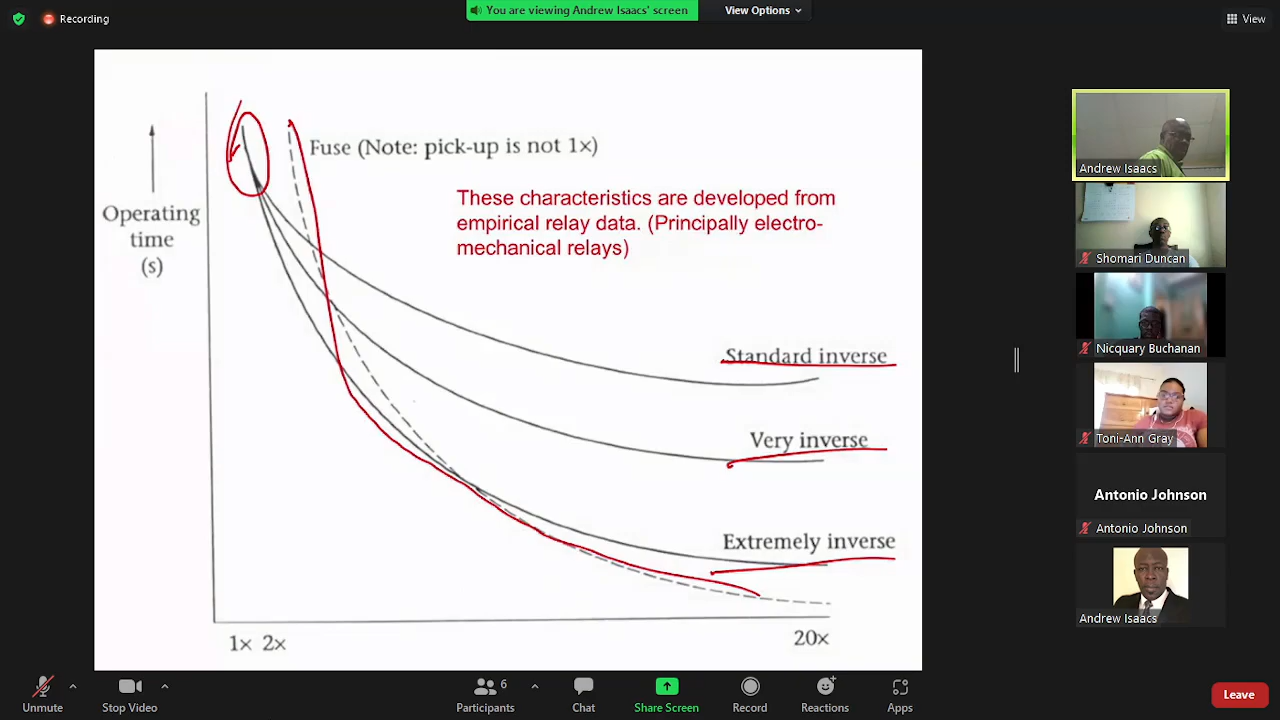 Recording
You are viewing Andrew Isaacs' screen
View Options
View
Fuse (Note: pick-up is not 1×)
These characteristics are developed from
empirical relay data. (Principally electro-
mechanical relays)
Operating
time
(s)
Standard inverse
Very inverse
Extremely inverse
1× 2×
20×
Andrew Isaacs
Shomari Duncan
Nicquary Buchanan
Toni-Ann Gray
Antonio Johnson
Antonio Johnson
Andrew Isaacs
Unmute
Stop Video
6
Participants
Chat
Share Screen
Record
Reactions
Apps
Leave